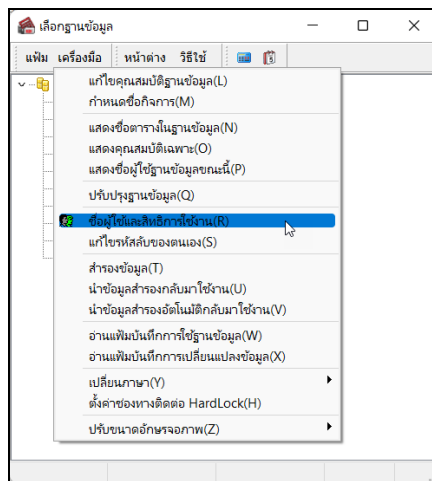 เลือกฐานข้อมูล
แฟ้ม เครื่องมือ หน้าต่าง วิธีใช้
แก้ไขคุณสมบัติฐานข้อมูล(L)
กำหนดชื่อกิจการ(M)
แสดงชื่อตารางในฐานข้อมูล(N)
แสดงคุณสมบัติเฉพาะ(O)
แสดงชื่อผู้ใช้ฐานข้อมูลขณะนี้(P)
ปรับปรุงฐานข้อมูล(Q)
ชื่อผู้ใช้และสิทธิการใช้งาน(R)
แก้ไขรหัสลับของตนเอง(S)
สำรองข้อมูล(T)
นำข้อมูลสำรองกลับมาใช้งาน(U)
นำข้อมูลสำรองอัตโนมัติกลับมาใช้งาน(V)
อ่านแฟ้มบันทึกการใช้ฐานข้อมูล(W)
อ่านแฟ้มบันทึกการเปลี่ยนแปลงข้อมูล(X)
เปลี่ยนภาษา(Y)
ตั้งค่าช่องทางติดต่อ HardLock(H)
ปรับขนาดอักษรจอภาพ(Z)